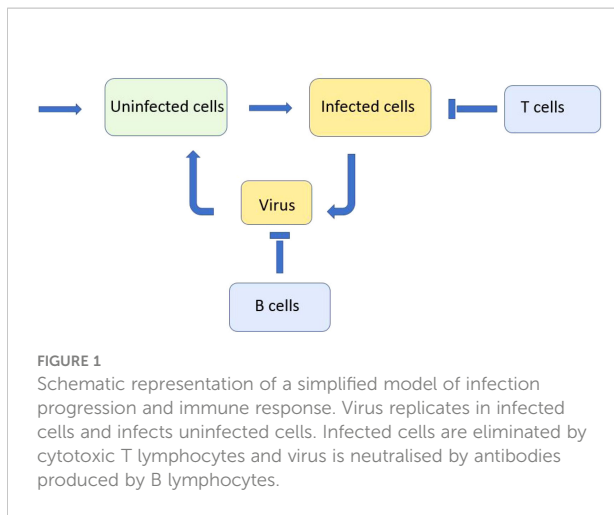 Uninfected cells
Infected cells
T cells
Virus
B cells
FIGURE 1
Schematic representation of a simplified model of infection
progression and immune response. Virus replicates in infected
cells and infects uninfected cells. Infected cells are eliminated by
cytotoxic T lymphocytes and virus is neutralised by antibodies
produced by B lymphocytes.